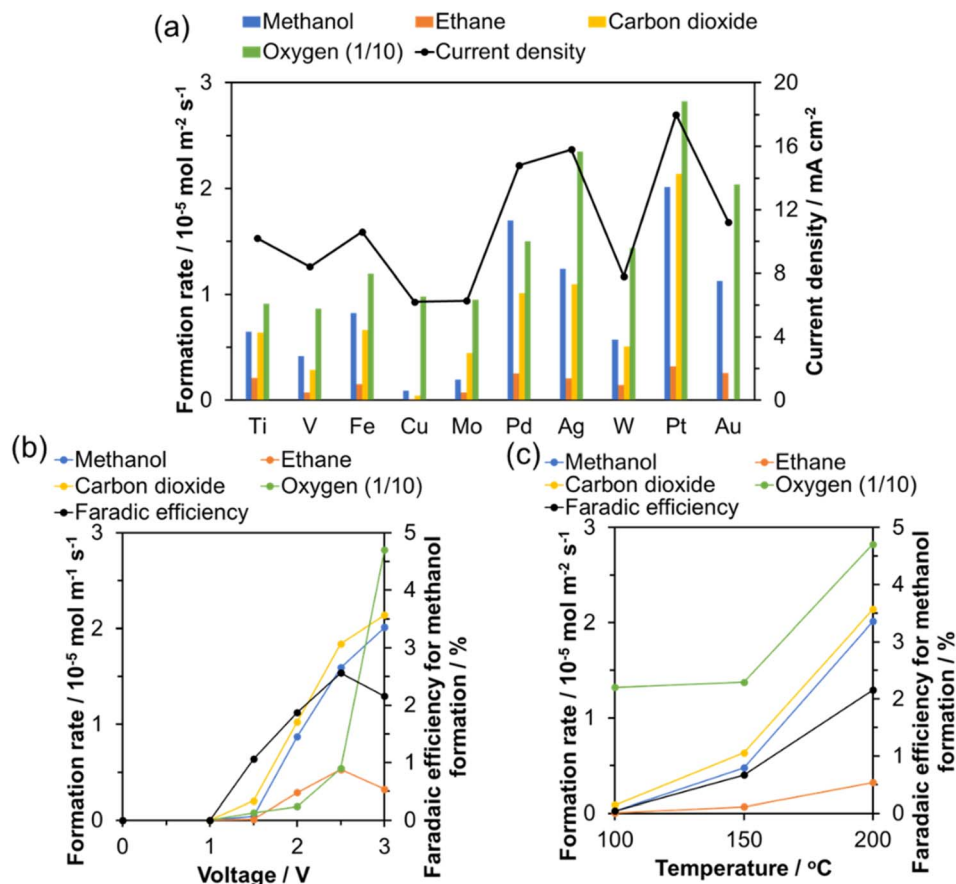 (a)
Methanol
Ethane
Carbon dioxide
Oxygen (1/10)
Current density
Formation rate / 10⁻⁵ mol m⁻² s⁻¹
3
2
1
0
Current density / mA cm⁻²
20
16
12
8
4
0
Ti V Fe Cu Mo Pd Ag W Pt Au
(b)
Methanol
Ethane
Carbon dioxide
Oxygen (1/10)
Faradic efficiency
Formation rate / 10⁻⁵ mol m⁻¹ s⁻¹
3
2
1
0
Faradaic efficiency for methanol
formation / %
5
4
3
2
1
0
0 1 2 3
Voltage / V
(c)
Methanol
Ethane
Carbon dioxide
Oxygen (1/10)
Faradic efficiency
Formation rate / 10⁻⁵ mol m⁻² s⁻¹
3
2
1
0
Faradaic efficiency for methanol
formation / %
5
4
3
2
1
0
100 150 200
Temperature / ºC